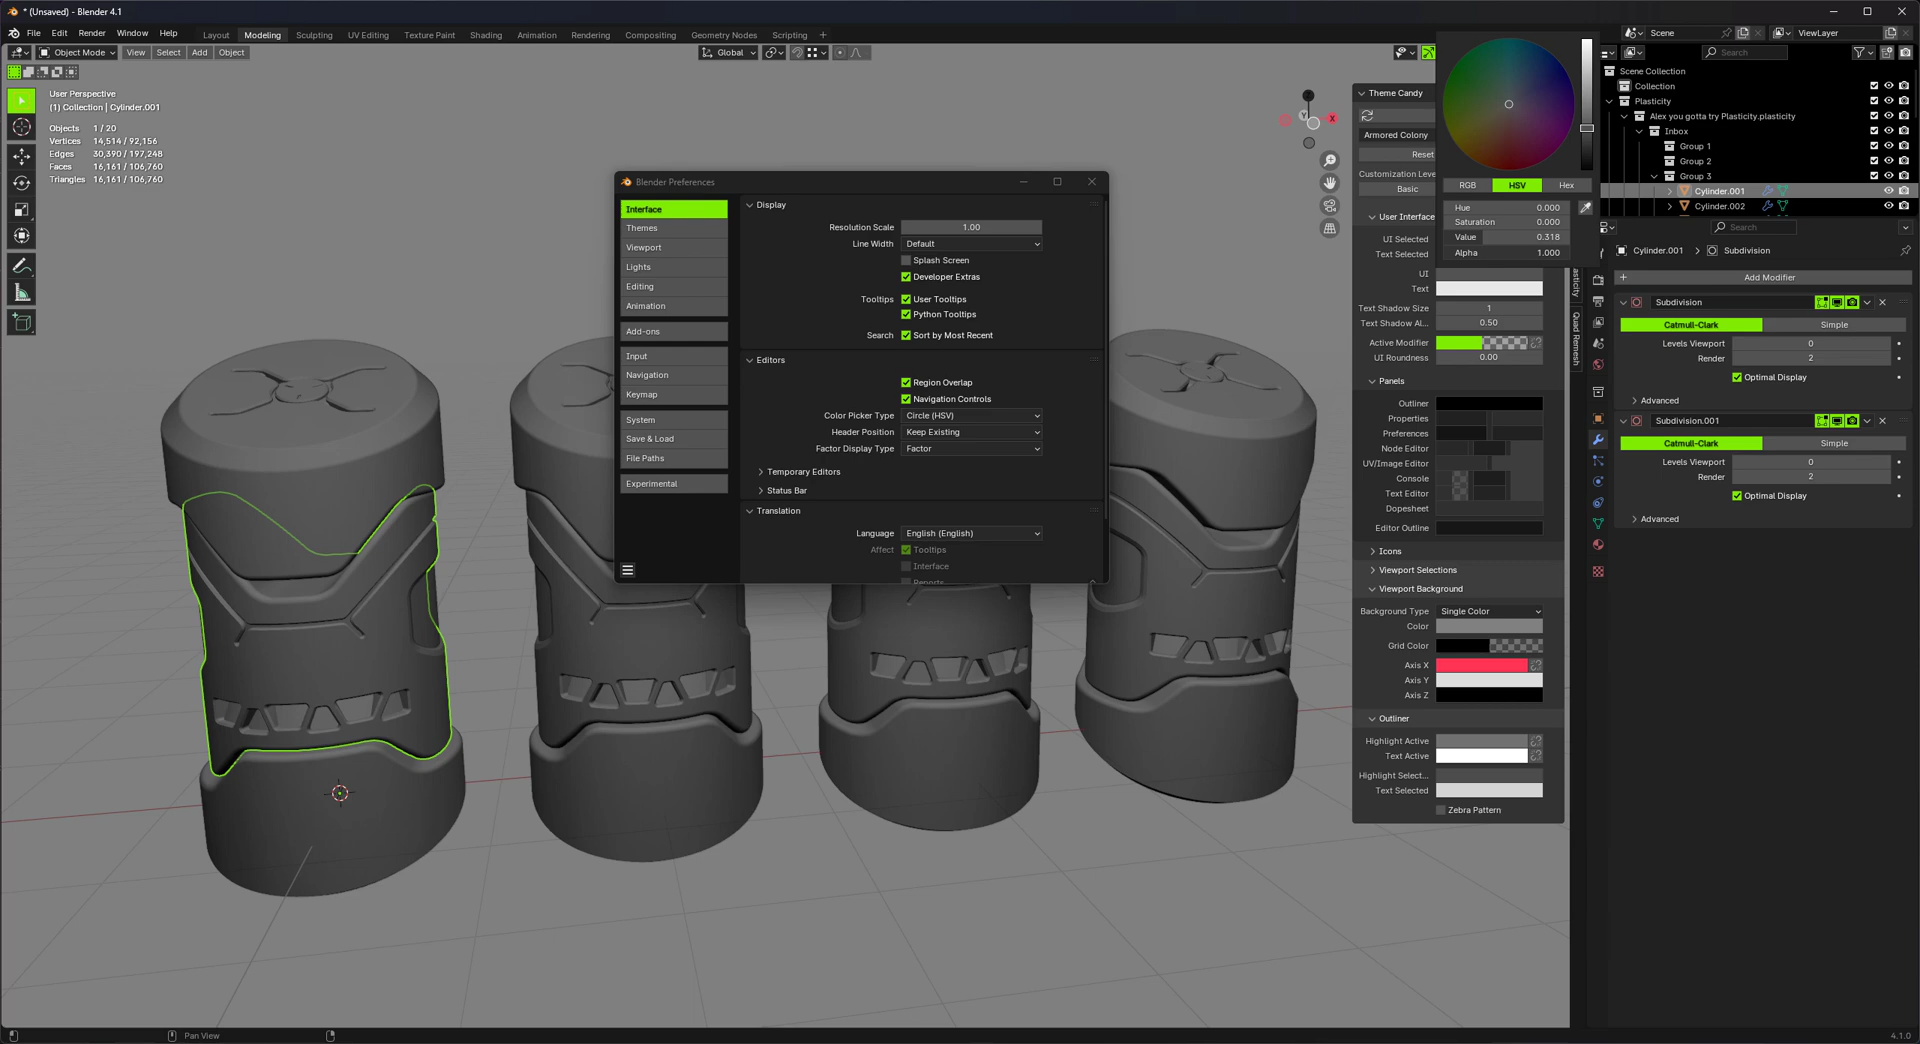 * (Unsaved) - Blender 4.1
File Edit Render Window Help
Layout Modeling Sculpting UV Editing Texture Paint Shading Animation Rendering Compositing Geometry Nodes Scripting +
Scene
ViewLayer
Object Mode View Select Add Object
Global
User Perspective
(1) Collection | Cylinder.001
Objects 1 / 20
Vertices 14,514 / 92,156
Edges 30,390 / 197,248
Faces 16,161 / 106,760
Triangles 16,161 / 106,760
Z
Y
X
Blender Preferences
Interface
Themes
Viewport
Lights
Editing
Animation
Add-ons
Input
Navigation
Keymap
System
Save & Load
File Paths
Experimental
Display
Resolution Scale 1.00
Line Width Default
Splash Screen
Developer Extras
Tooltips User Tooltips
Python Tooltips
Search Sort by Most Recent
Editors
Region Overlap
Navigation Controls
Color Picker Type Circle (HSV)
Header Position Keep Existing
Factor Display Type Factor
Temporary Editors
Status Bar
Translation
Language English (English)
Affect Tooltips
Interface
Reports
Theme Candy
Armored Colony
Reset
Customization Leve
Basic
User Interface
UI Selected
Text Selected
UI
Text
Text Shadow Size 1
Text Shadow Al... 0.50
Active Modifier
UI Roundness 0.00
Panels
Outliner
Properties
Preferences
Node Editor
UV/Image Editor
Console
Text Editor
Dopesheet
Editor Outline
Icons
Viewport Selections
Viewport Background
Background Type Single Color
Color
Grid Color
Axis X
Axis Y
Axis Z
Outliner
Highlight Active
Text Active
Highlight Select...
Text Selected
Zebra Pattern
RGB HSV Hex
Hue 0.000
Saturation 0.000
Value 0.318
Alpha 1.000
asticity
Quad Remesh
Search
Scene Collection
Collection
Plasticity
Alex you gotta try Plasticity.plasticity
Inbox
Group 1
Group 2
Group 3
Cylinder.001
Cylinder.002
Search
Cylinder.001 > Subdivision
Add Modifier
Subdivision
Catmull-Clark Simple
Levels Viewport 0
Render 2
Optimal Display
Advanced
Subdivision.001
Catmull-Clark Simple
Levels Viewport 0
Render 2
Optimal Display
Advanced
Pan View
4.1.0